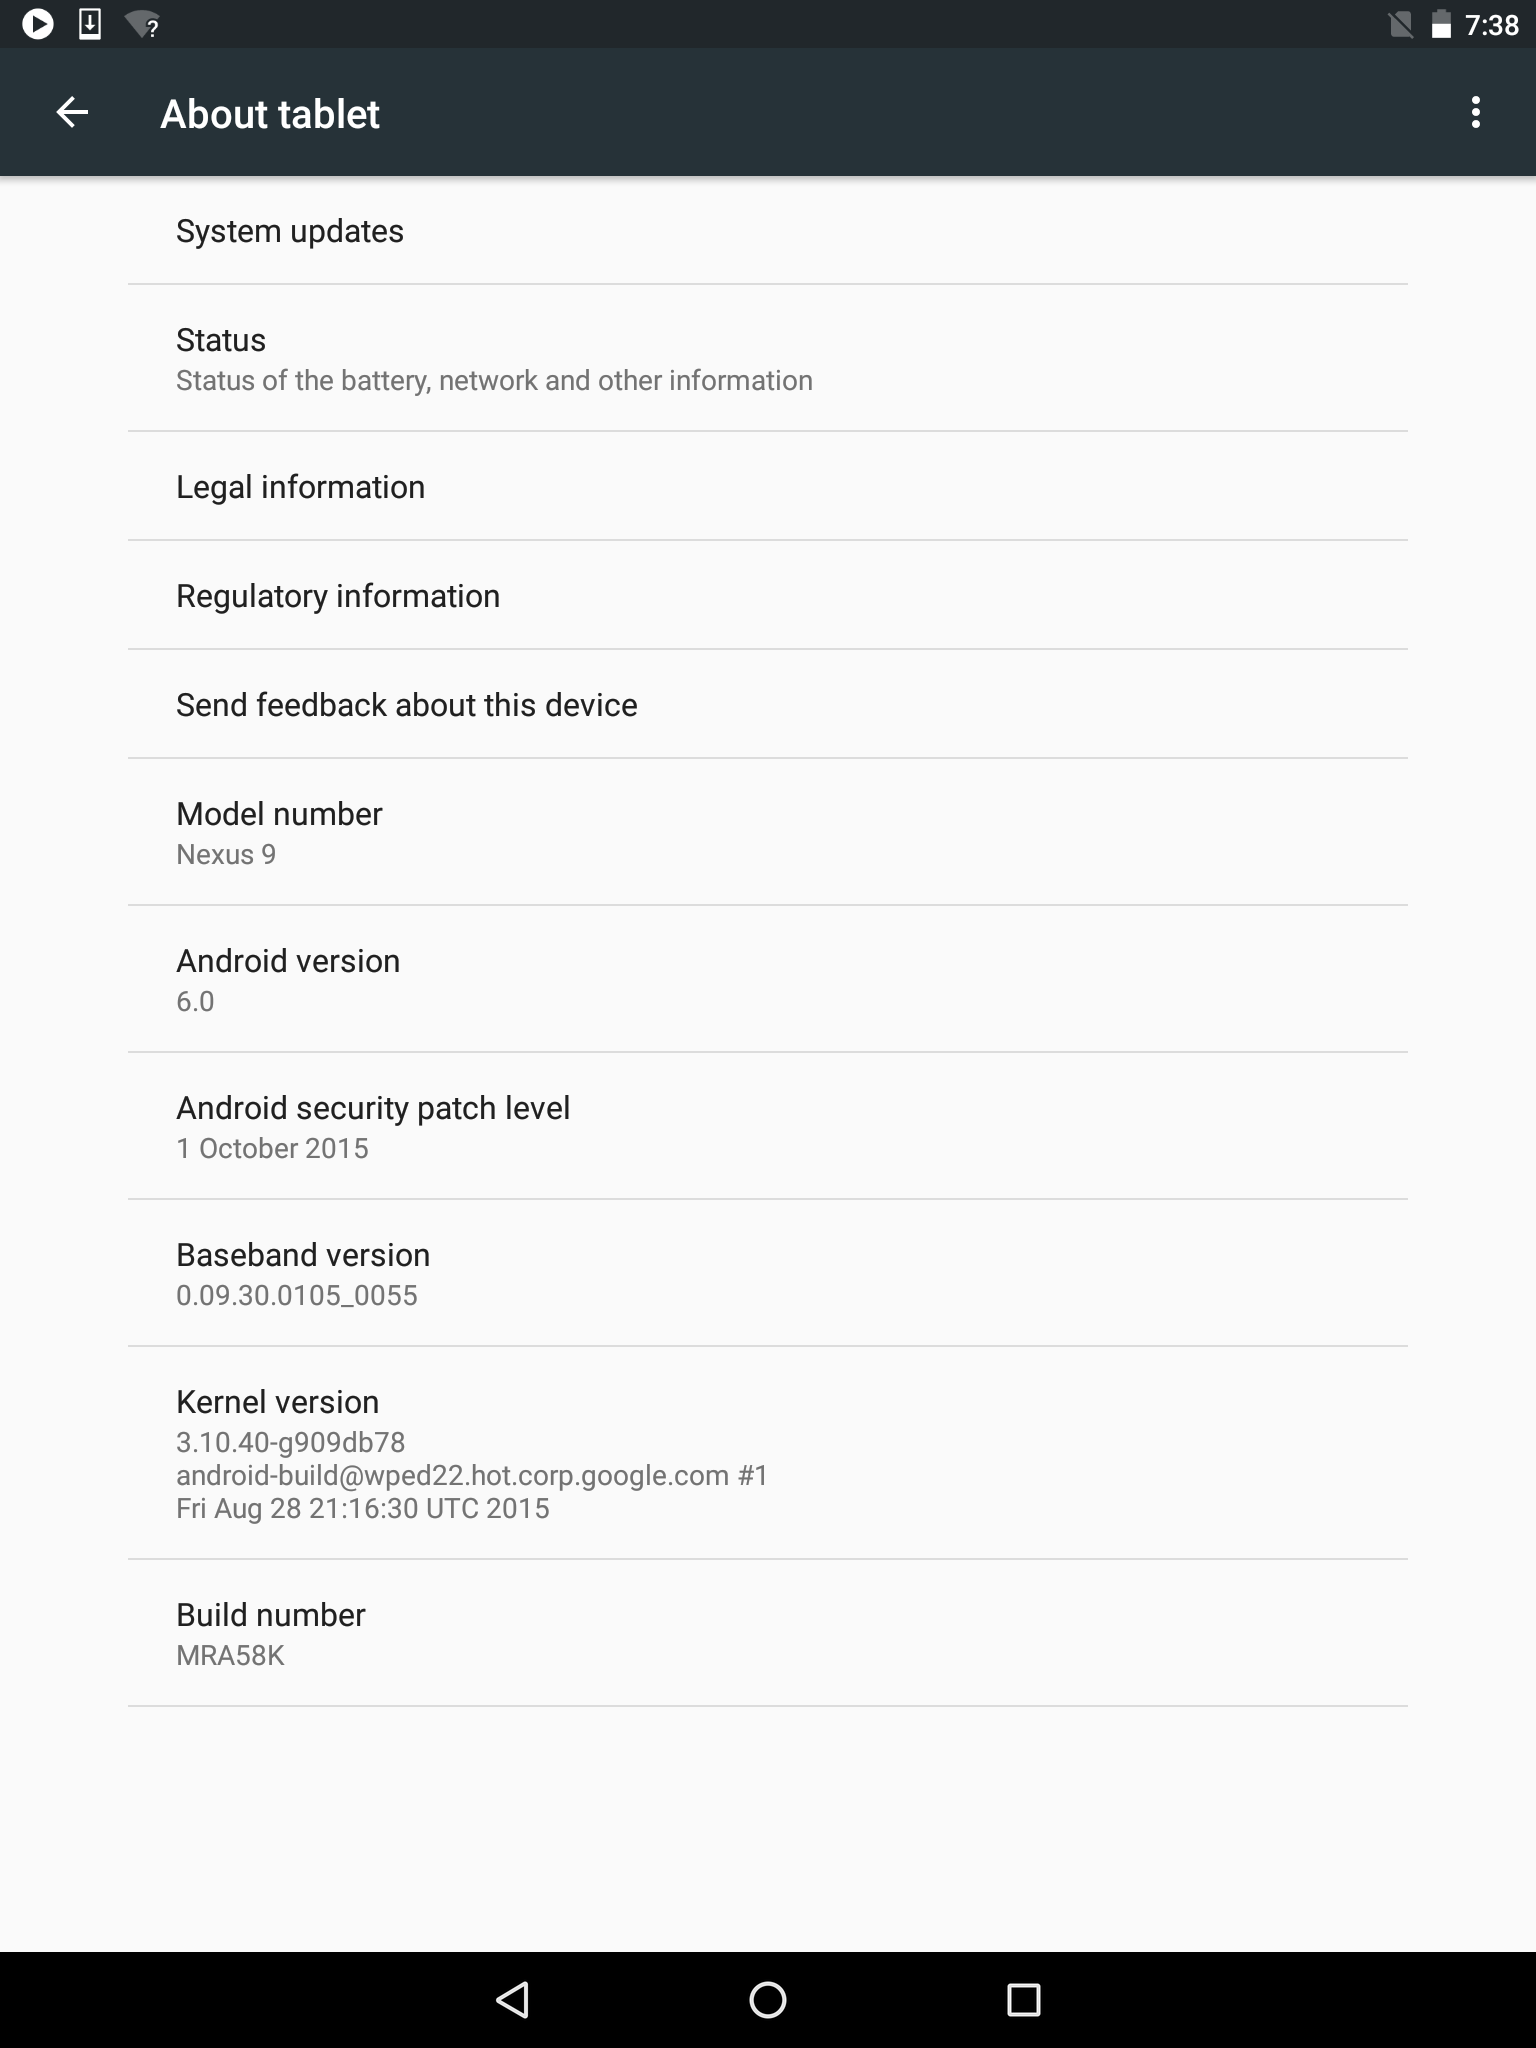 7:38
About tablet
System updates
Status
Status of the battery, network and other information
Legal information
Regulatory information
Send feedback about this device
Model number
Nexus 9
Android version
6.0
Android security patch level
1 October 2015
Baseband version
0.09.30.0105_0055
Kernel version
3.10.40-g909db78
android-build@wped22.hot.corp.google.com #1
Fri Aug 28 21:16:30 UTC 2015
Build number
MRA58K